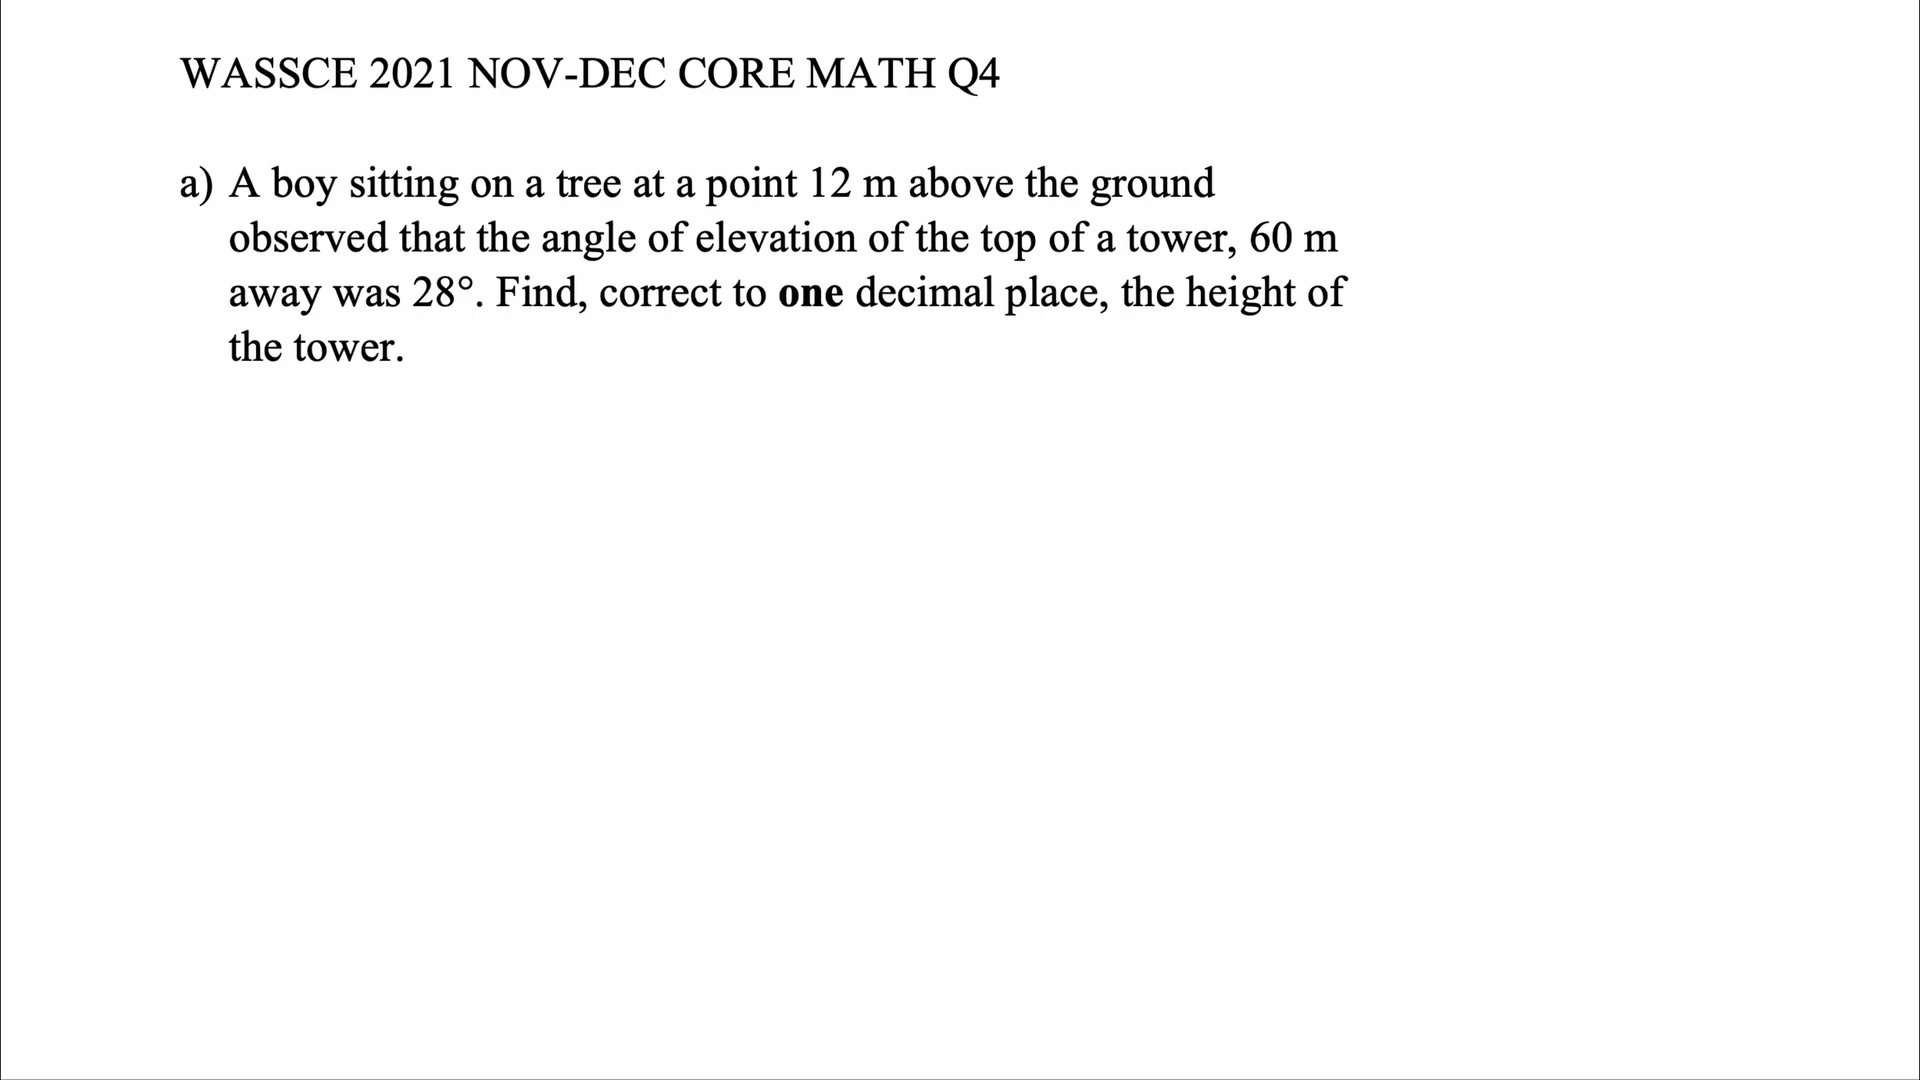 WASSCE 2021 NOV-DEC CORE MATH Q4
a) A boy sitting on a tree at a point 12 m above the ground
observed that the angle of elevation of the top of a tower, 60 m
away was 28°. Find, correct to one decimal place, the height of
the tower.